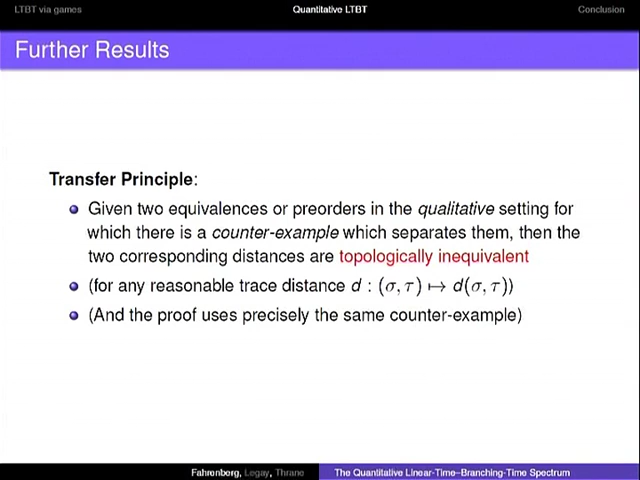 LTBT via games Quantitative LTBT Conclusion
Further Results
Transfer Principle:
Given two equivalences or preorders in the qualitative setting for
which there is a counter-example which separates them, then the
two corresponding distances are topologically inequivalent
(for any reasonable trace distance d : (σ, τ) ↦ d(σ, τ))
(And the proof uses precisely the same counter-example)
Fahrenberg, Legay, Thrane The Quantitative Linear-Time–Branching-Time Spectrum